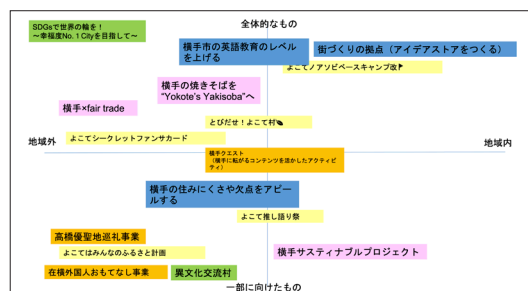 SDGsで世界の輪を！
～幸福度No. 1 Cityを目指して～
全体的なもの
横手市の英語教育のレベル
を上げる
街づくりの拠点（アイデアストアをつくる）
よこてノアソビベースキャンプ改
横手の焼きそばを
"Yokote's Yakisoba"へ
横手×fair trade
とびだせ！よこて村
よこてシークレットファンサカード
地域外
地域内
横手クエスト
（横手に転がるコンテンツを活かしたアクティビ
ティ）
横手の住みにくさや欠点をアピー
ルする
よこて推し語り祭
高橋優聖地巡礼事業
よこてはみんなのふるさと計画
横手サスティナブルプロジェクト
在横外国人おもてなし事業
異文化交流村
一部に向けたもの